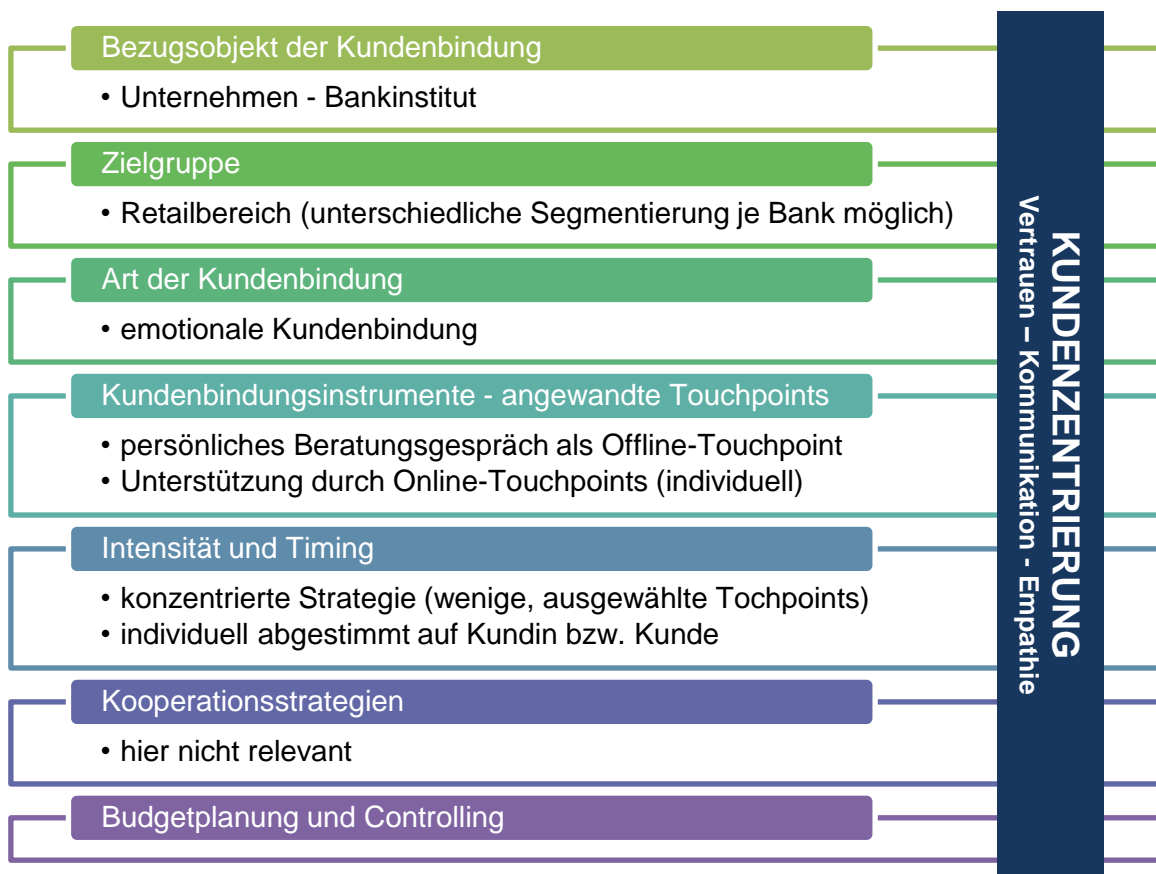 Bezugsobjekt der Kundenbindung
• Unternehmen - Bankinstitut
Zielgruppe
• Retailbereich (unterschiedliche Segmentierung je Bank möglich)
Art der Kundenbindung
• emotionale Kundenbindung
Kundenbindungsinstrumente - angewandte Touchpoints
• persönliches Beratungsgespräch als Offline-Touchpoint
• Unterstützung durch Online-Touchpoints (individuell)
Intensität und Timing
• konzentrierte Strategie (wenige, ausgewählte Tochpoints)
• individuell abgestimmt auf Kundin bzw. Kunde
Kooperationsstrategien
• hier nicht relevant
Budgetplanung und Controlling
KUNDENZENTRIERUNG
Vertrauen – Kommunikation - Empathie